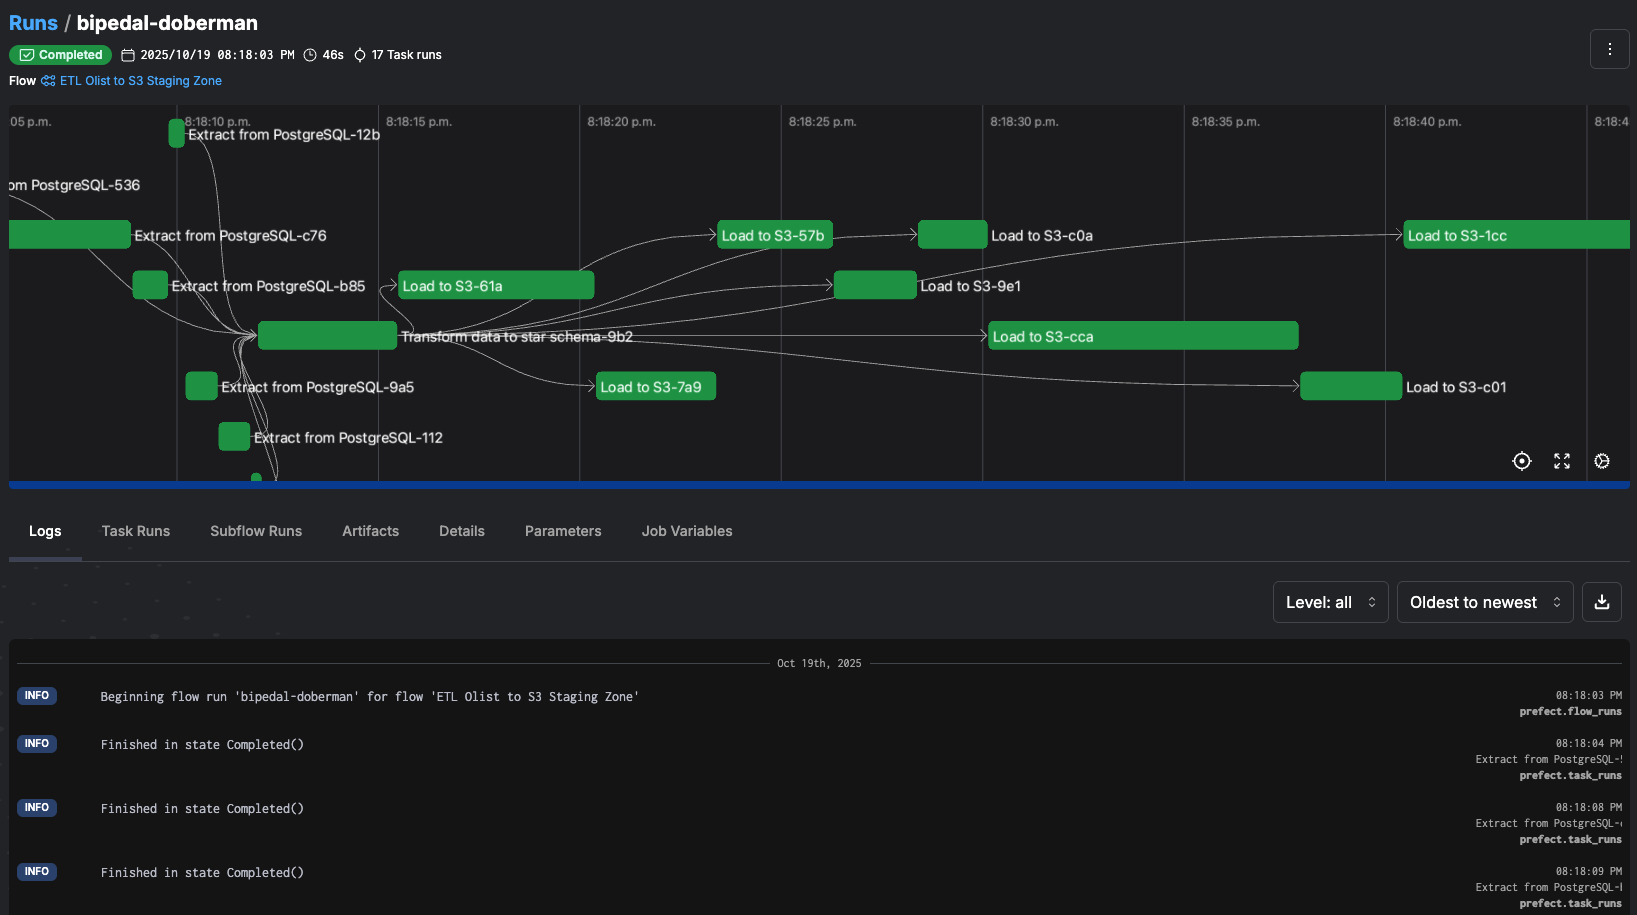 Runs / bipedal-doberman
Completed 2025/10/19 08:18:03 PM 46s 17 Task runs
Flow ETL Olist to S3 Staging Zone
05 p.m. 8:18:10 p.m. 8:18:15 p.m. 8:18:20 p.m. 8:18:25 p.m. 8:18:30 p.m. 8:18:35 p.m. 8:18:40 p.m. 8:18:4
Extract from PostgreSQL-12b
om PostgreSQL-536
Extract from PostgreSQL-c76 Load to S3-57b Load to S3-c0a Load to S3-1cc
Extract from PostgreSQL-b85 Load to S3-61a Load to S3-9e1
Transform data to star schema-9b2 Load to S3-cca
Extract from PostgreSQL-9a5 Load to S3-7a9 Load to S3-c01
Extract from PostgreSQL-112
Logs Task Runs Subflow Runs Artifacts Details Parameters Job Variables
Level: all Oldest to newest
Oct 19th, 2025
INFO Beginning flow run 'bipedal-doberman' for flow 'ETL Olist to S3 Staging Zone' 08:18:03 PM
prefect.flow_runs
INFO Finished in state Completed() 08:18:04 PM
Extract from PostgreSQL-
prefect.task_runs
INFO Finished in state Completed() 08:18:08 PM
Extract from PostgreSQL-
prefect.task_runs
INFO Finished in state Completed() 08:18:09 PM
Extract from PostgreSQL-
prefect.task_runs